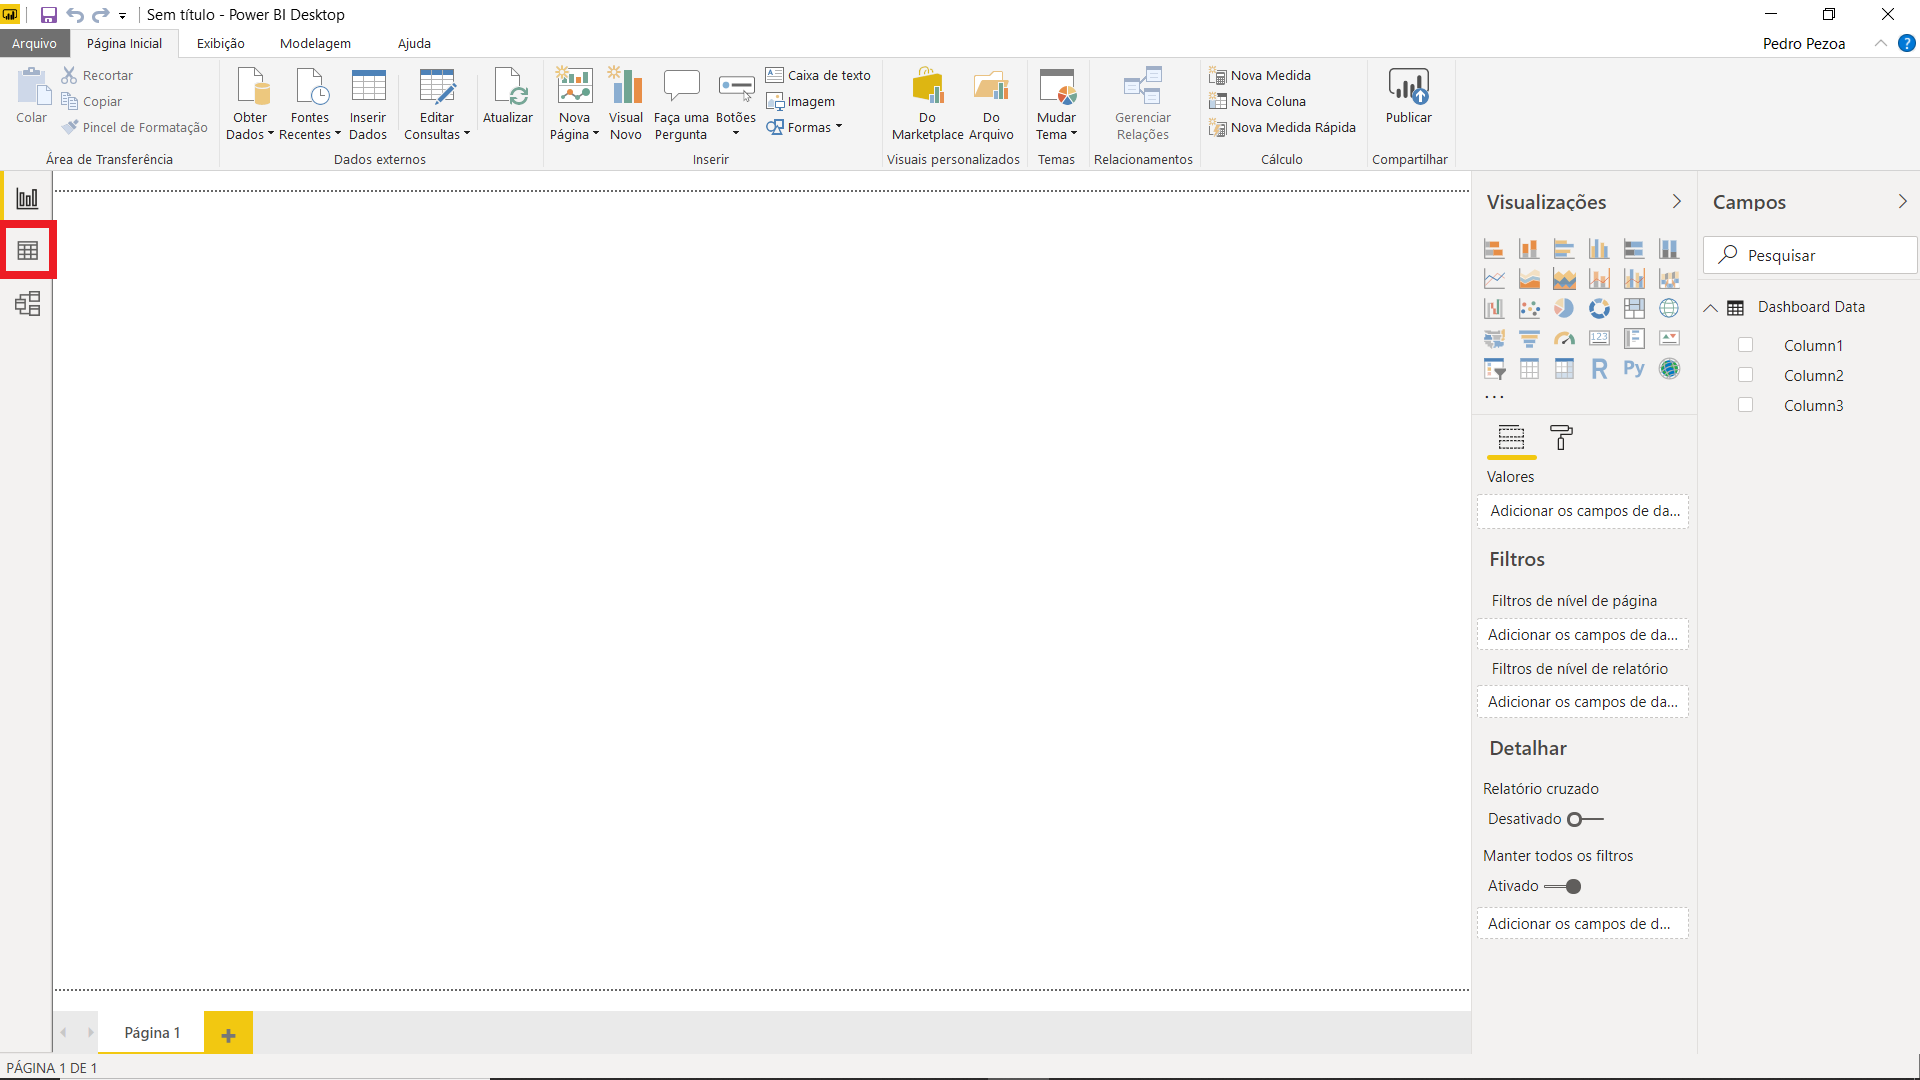 Sem título - Power BI Desktop
Arquivo
Página Inicial
Exibição
Modelagem
Ajuda
Pedro Pezoa
?
Colar
Recortar
Copiar
Pincel de Formatação
Área de Transferência
Obter Dados
Fontes Recentes
Inserir Dados
Editar Consultas
Atualizar
Dados externos
Nova Página
Visual Novo
Faça uma Pergunta
Botões
Caixa de texto
Imagem
Formas
Inserir
Do Marketplace
Do Arquivo
Visuais personalizados
Mudar Tema
Temas
Gerenciar Relações
Relacionamentos
Nova Medida
Nova Coluna
Nova Medida Rápida
Cálculo
Publicar
Compartilhar
Visualizações
123
R
Py
...
Valores
Adicionar os campos de da...
Filtros
Filtros de nível de página
Adicionar os campos de da...
Filtros de nível de relatório
Adicionar os campos de da...
Detalhar
Relatório cruzado
Desativado
Manter todos os filtros
Ativado
Adicionar os campos de d...
Campos
Pesquisar
Dashboard Data
Column1
Column2
Column3
Página 1
+
PÁGINA 1 DE 1